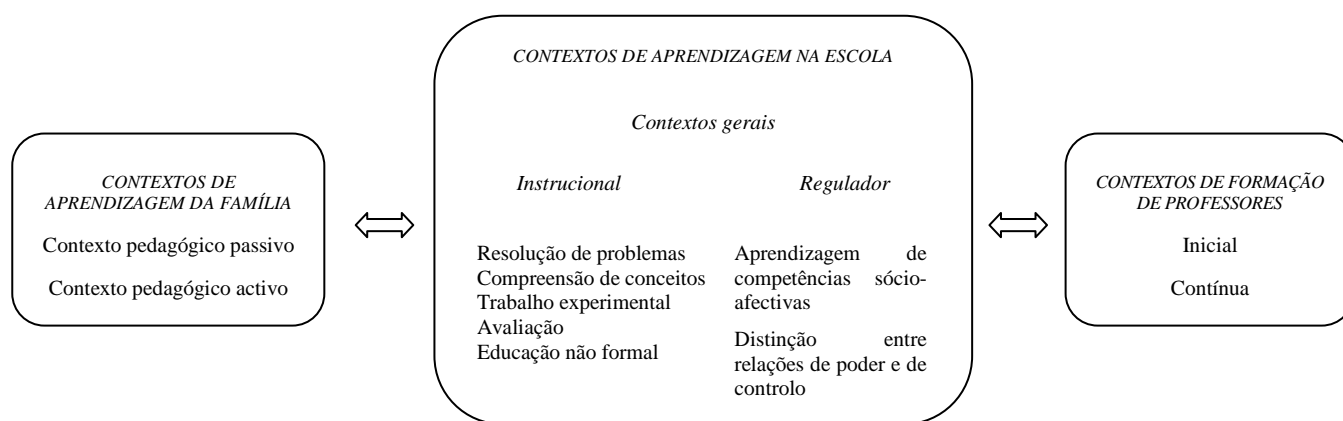 CONTEXTOS DE
APRENDIZAGEM DA FAMÍLIA
Contexto pedagógico passivo
Contexto pedagógico activo
CONTEXTOS DE APRENDIZAGEM NA ESCOLA
Contextos gerais
Instrucional
Resolução de problemas
Compreensão de conceitos
Trabalho experimental
Avaliação
Educação não formal
Regulador
Aprendizagem de
competências sócio-
afectivas
Distinção entre
relações de poder e de
controlo
CONTEXTOS DE FORMAÇÃO
DE PROFESSORES
Inicial
Contínua